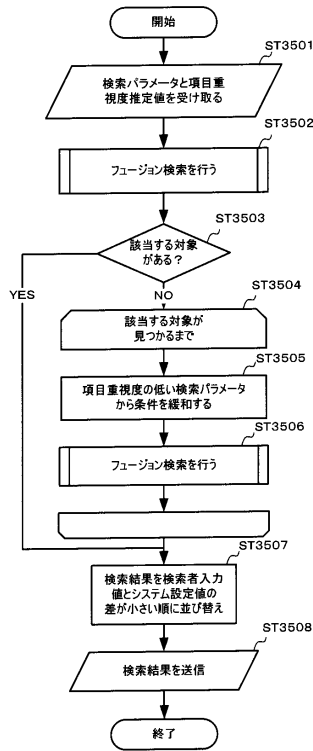 開始
ST3501
検索パラメータと項目重
視度推定値を受け取る
ST3502
フュージョン検索を行う
ST3503
該当する対象
がある?
YES
NO
ST3504
該当する対象が
見つかるまで
ST3505
項目重視度の低い検索パラメータ
から条件を緩和する
ST3506
フュージョン検索を行う
ST3507
検索結果を検索者入力
値とシステム設定値の
差が小さい順に並び替え
ST3508
検索結果を送信
終了